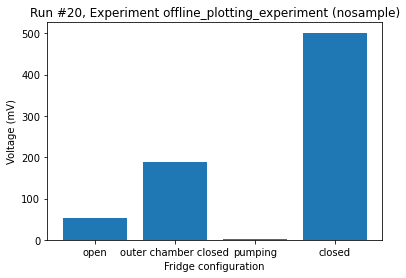 Run #20, Experiment offline_plotting_experiment (nosample)
Voltage (mV)
500
400
300
200
100
0
open outer chamber closed pumping closed
Fridge configuration